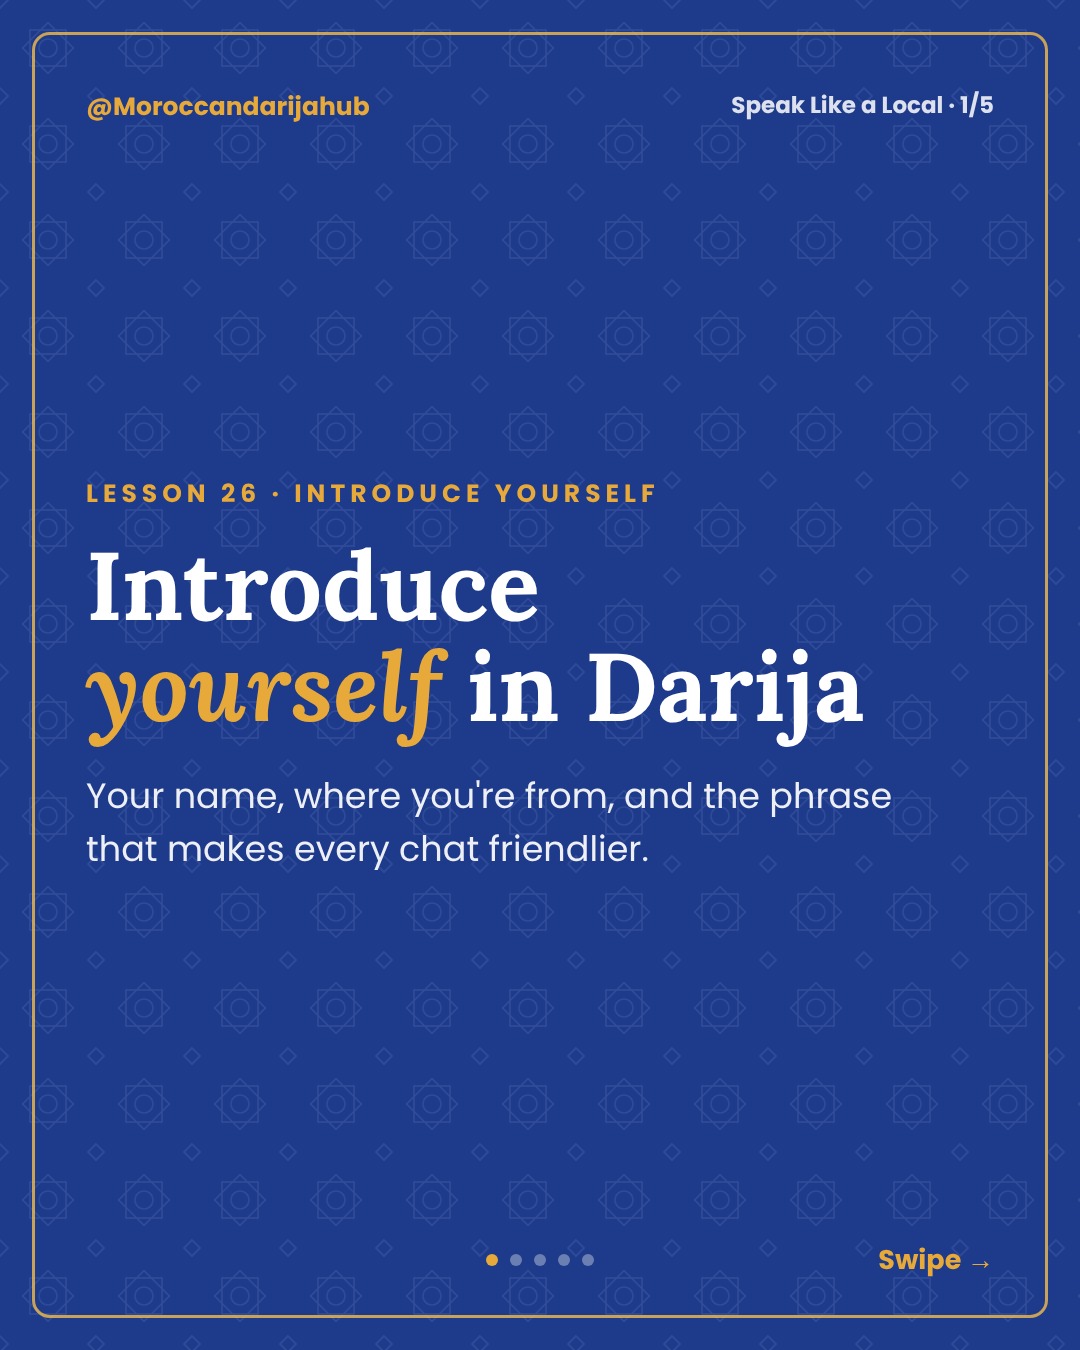 @Moroccandarijahub
Speak Like a Local · 1/5
LESSON 26 · INTRODUCE YOURSELF
Introduce
yourself in Darija
Your name, where you're from, and the phrase
that makes every chat friendlier.
Swipe →